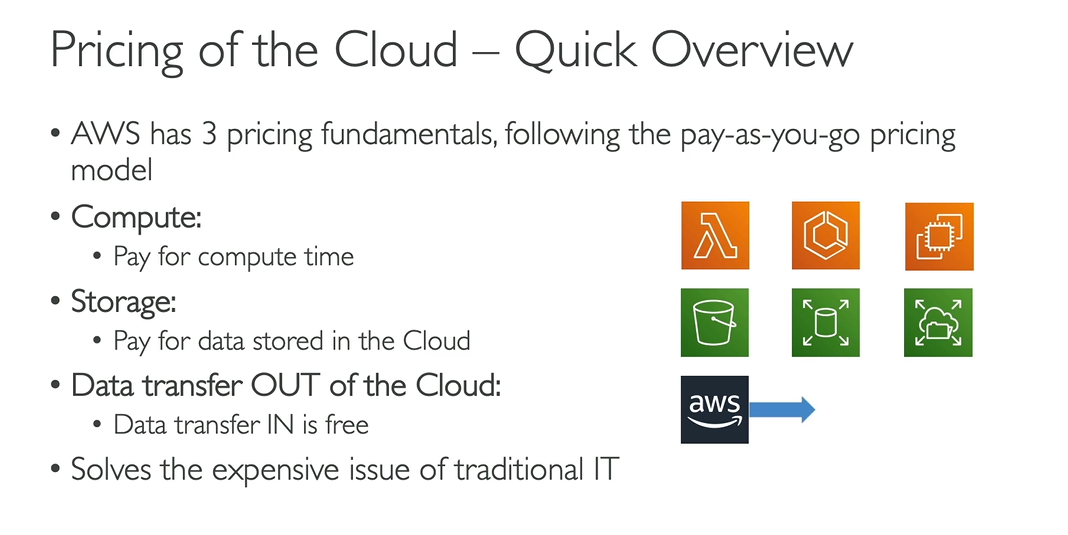 Pricing of the Cloud – Quick Overview
• AWS has 3 pricing fundamentals, following the pay-as-you-go pricing
model
• Compute:
• Pay for compute time
• Storage:
• Pay for data stored in the Cloud
• Data transfer OUT of the Cloud:
• Data transfer IN is free
• Solves the expensive issue of traditional IT
aws